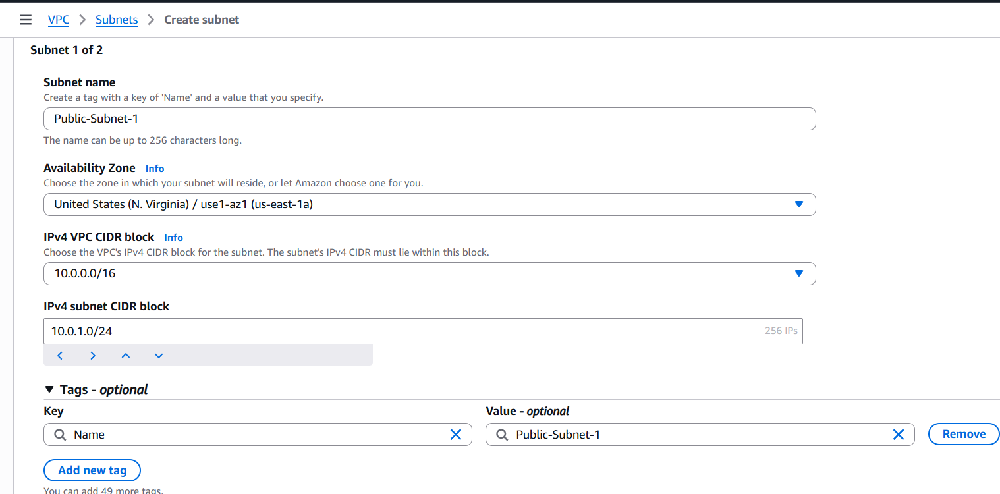 VPC > Subnets > Create subnet
Subnet 1 of 2
Subnet name
Create a tag with a key of 'Name' and a value that you specify.
Public-Subnet-1
The name can be up to 256 characters long.
Availability Zone Info
Choose the zone in which your subnet will reside, or let Amazon choose one for you.
United States (N. Virginia) / use1-az1 (us-east-1a)
IPv4 VPC CIDR block Info
Choose the VPC's IPv4 CIDR block for the subnet. The subnet's IPv4 CIDR must lie within this block.
10.0.0.0/16
IPv4 subnet CIDR block
10.0.1.0/24 256 IPs
Tags - optional
Key Value - optional
Name Public-Subnet-1 Remove
Add new tag
You can add 49 more tags.